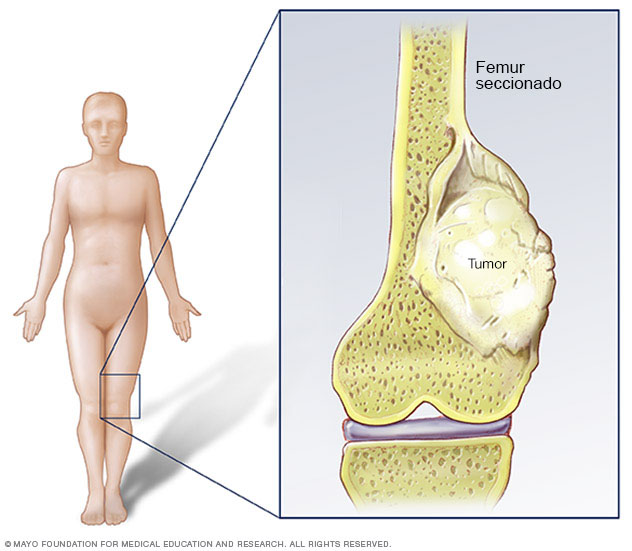 Femur
seccionado
Tumor
© MAYO FOUNDATION FOR MEDICAL EDUCATION AND RESEARCH. ALL RIGHTS RESERVED.